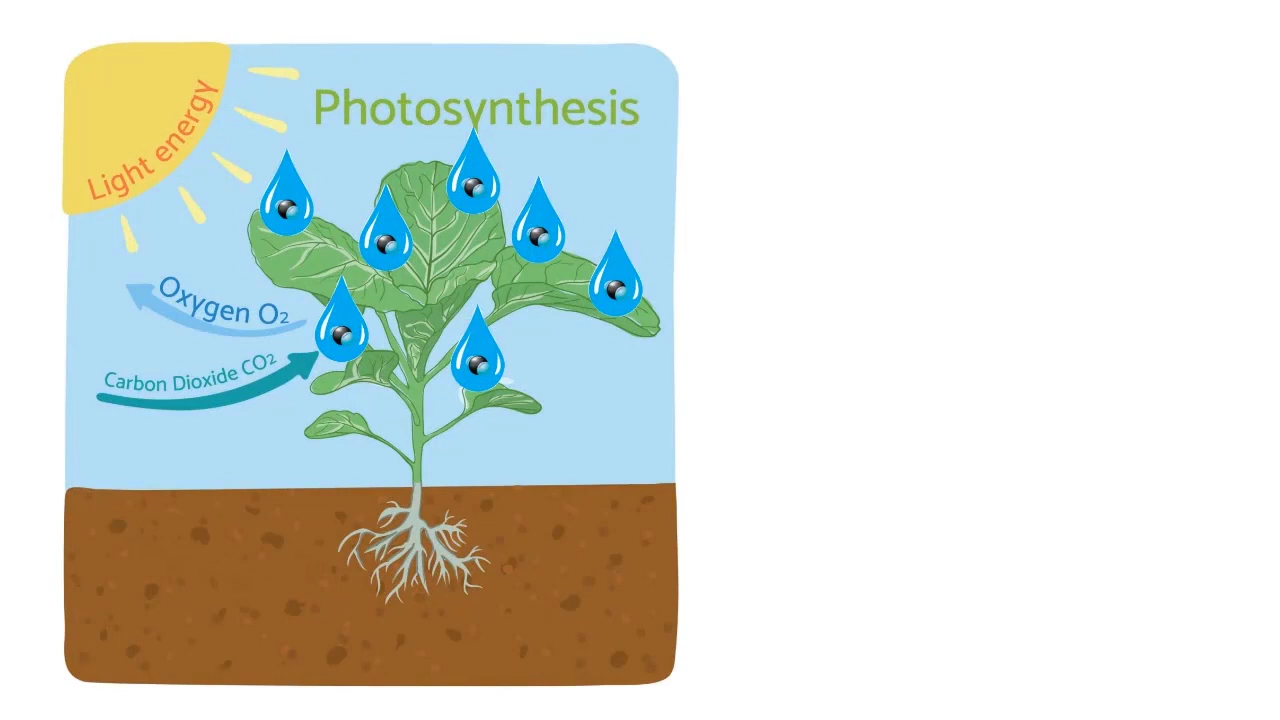 Photosynthesis
Light energy
Oxygen O₂
Carbon Dioxide CO₂